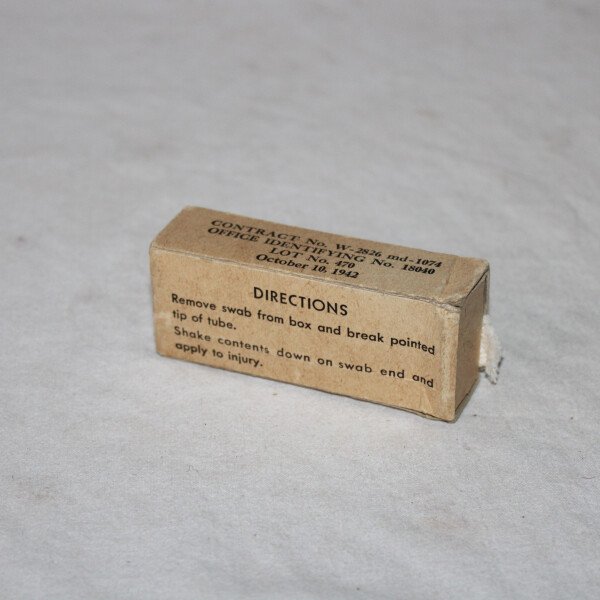 CONTRACT No. W-2826 md-1074
OFFICE IDENTIFYING No. 18040
LOT No. 470
October 10, 1942
DIRECTIONS
Remove swab from box and break pointed
tip of tube.
Shake contents down on swab end and
apply to injury.